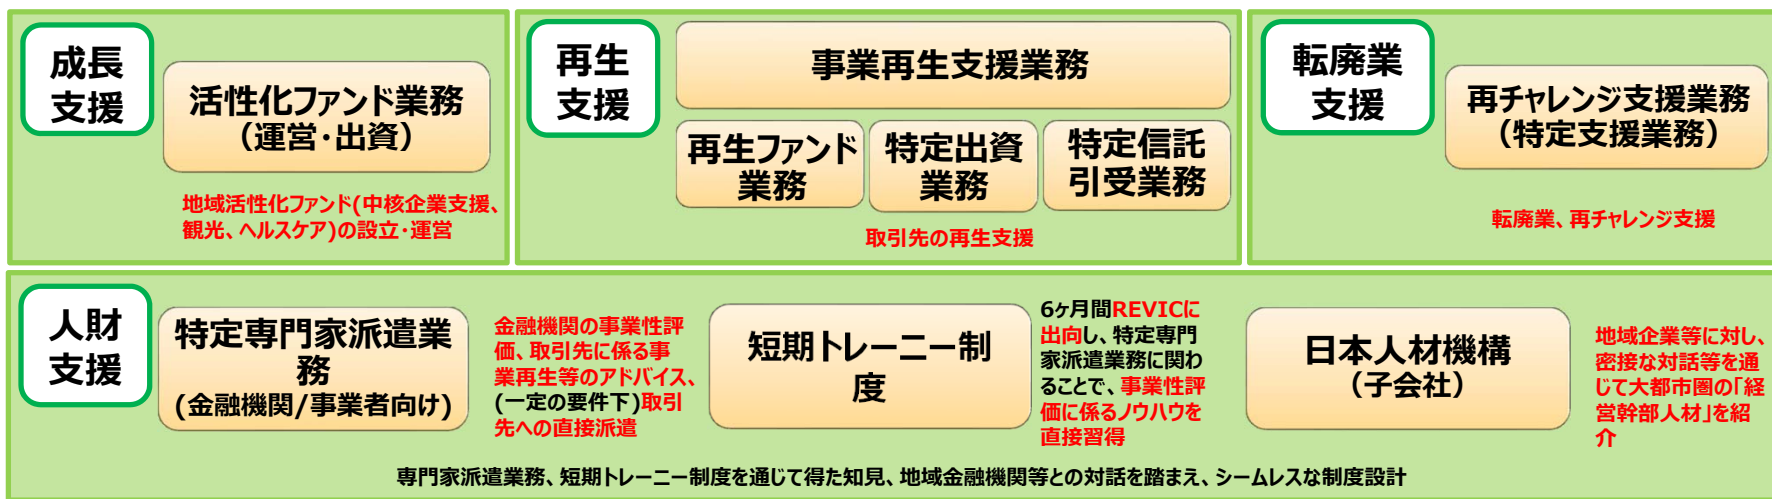 成長
支援
活性化ファンド業務
（運営・出資）
地域活性化ファンド(中核企業支援、
観光、ヘルスケア)の設立・運営
再生
支援
事業再生支援業務
再生ファンド
業務
特定出資
業務
特定信託
引受業務
取引先の再生支援
転廃業
支援
再チャレンジ支援業務
（特定支援業務）
転廃業、再チャレンジ支援
人財
支援
特定専門家派遣業
務
(金融機関/事業者向け)
金融機関の事業性評
価、取引先に係る事
業再生等のアドバイス、
(一定の要件下)取引
先への直接派遣
短期トレーニー制
度
6ヶ月間REVICに
出向し、特定専門
家派遣業務に関わ
ることで、事業性評
価に係るノウハウを
直接習得
日本人材機構
（子会社）
地域企業等に対し、
密接な対話等を通
じて大都市圏の「経
営幹部人材」を紹
介
専門家派遣業務、短期トレーニー制度を通じて得た知見、地域金融機関等との対話を踏まえ、シームレスな制度設計